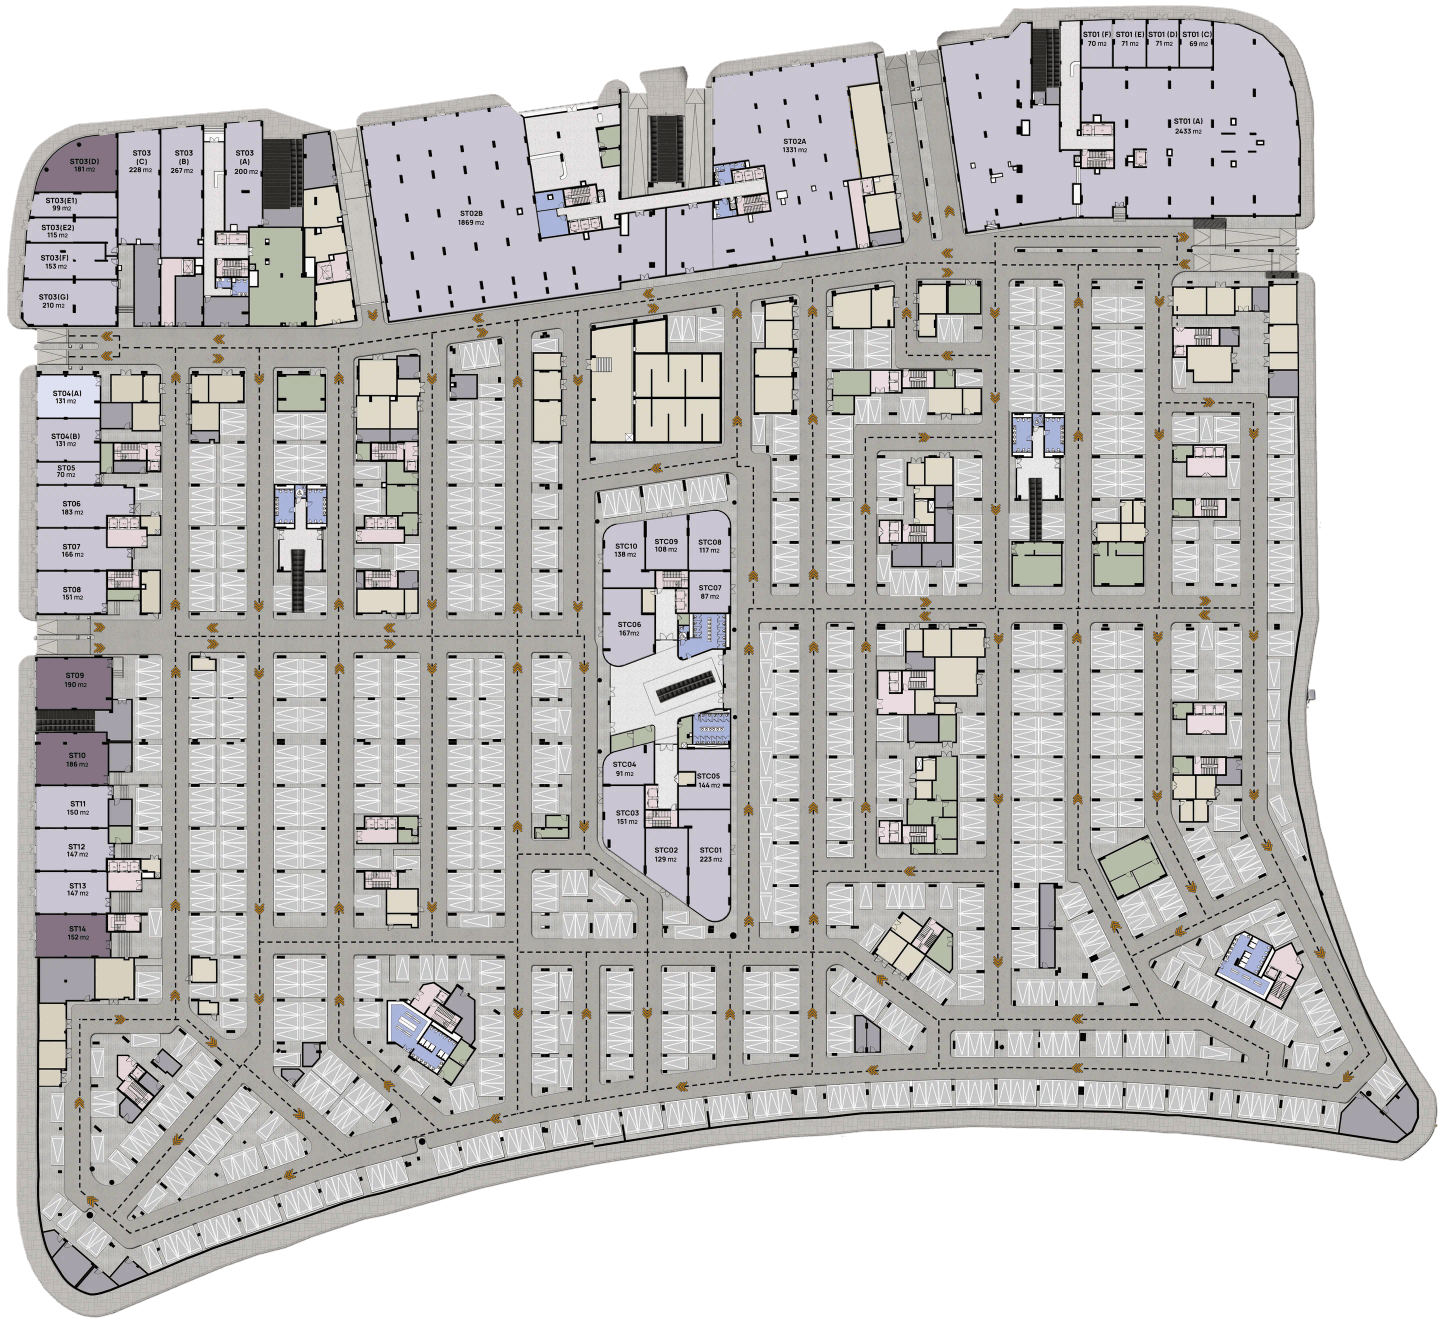 ST01 (F)
70 m2
ST01 (E)
71 m2
ST01 (D)
71 m2
ST01 (C)
69 m2
ST01 (A)
2433 m2
ST02A
1331 m2
ST02B
1869 m2
ST03
(A)
200 m2
ST03
(B)
267 m2
ST03
(C)
228 m2
ST03(D)
181 m2
ST03(E1)
99 m2
ST03(E2)
115 m2
ST03(F)
153 m2
ST03(G)
210 m2
ST04(A)
131 m2
ST04(B)
131 m2
ST05
70 m2
ST06
183 m2
ST07
166 m2
ST08
151 m2
ST09
190 m2
ST10
186 m2
ST11
150 m2
ST12
147 m2
ST13
147 m2
ST14
152 m2
STC10
138 m2
STC09
108 m2
STC08
117 m2
STC07
87 m2
STC06
167m2
STC04
91 m2
STC05
144 m2
STC03
151 m2
STC02
129 m2
STC01
223 m2